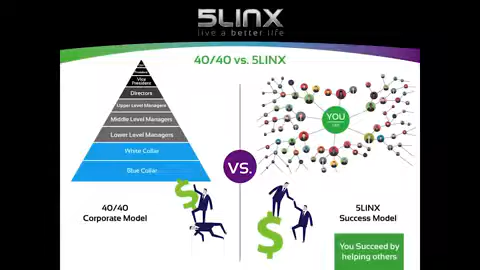 5LINX
live a better life
40/40 vs. 5LINX
Vice
President
Directors
Upper Level Managers
Middle Level Managers
Lower Level Managers
White Collar
Blue Collar
YOU
VS.
40/40
Corporate Model
5LINX
Success Model
You Succeed by
helping others